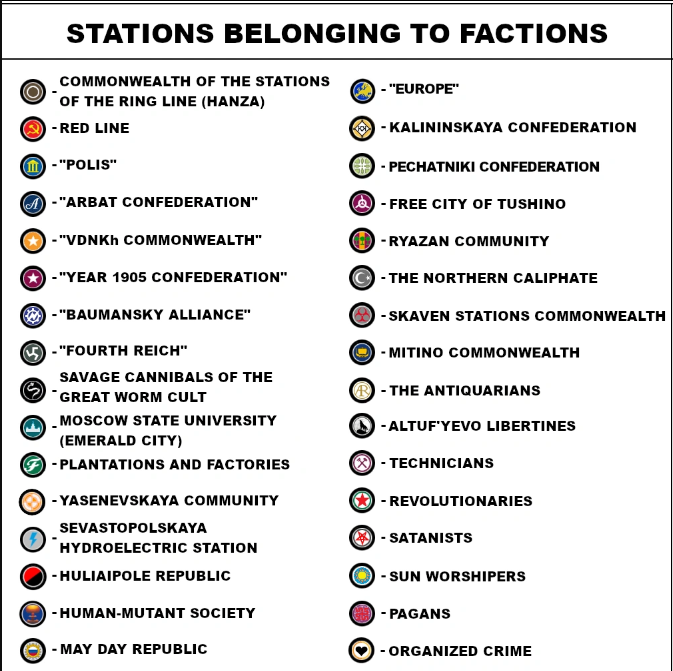 STATIONS BELONGING TO FACTIONS
- COMMONWEALTH OF THE STATIONS
OF THE RING LINE (HANZA)
- RED LINE
- "POLIS"
- "ARBAT CONFEDERATION"
- "VDNKh COMMONWEALTH"
- "YEAR 1905 CONFEDERATION"
- "BAUMANSKY ALLIANCE"
- "FOURTH REICH"
- SAVAGE CANNIBALS OF THE
GREAT WORM CULT
- MOSCOW STATE UNIVERSITY
(EMERALD CITY)
- PLANTATIONS AND FACTORIES
- YASENEVSKAYA COMMUNITY
- SEVASTOPOLSKAYA
HYDROELECTRIC STATION
- HULIAIPOLE REPUBLIC
- HUMAN-MUTANT SOCIETY
- MAY DAY REPUBLIC
- "EUROPE"
- KALININSKAYA CONFEDERATION
- PECHATNIKI CONFEDERATION
- FREE CITY OF TUSHINO
- RYAZAN COMMUNITY
- THE NORTHERN CALIPHATE
- SKAVEN STATIONS COMMONWEALTH
- MITINO COMMONWEALTH
- THE ANTIQUARIANS
- ALTUF'YEVO LIBERTINES
- TECHNICIANS
- REVOLUTIONARIES
- SATANISTS
- SUN WORSHIPERS
- PAGANS
- ORGANIZED CRIME